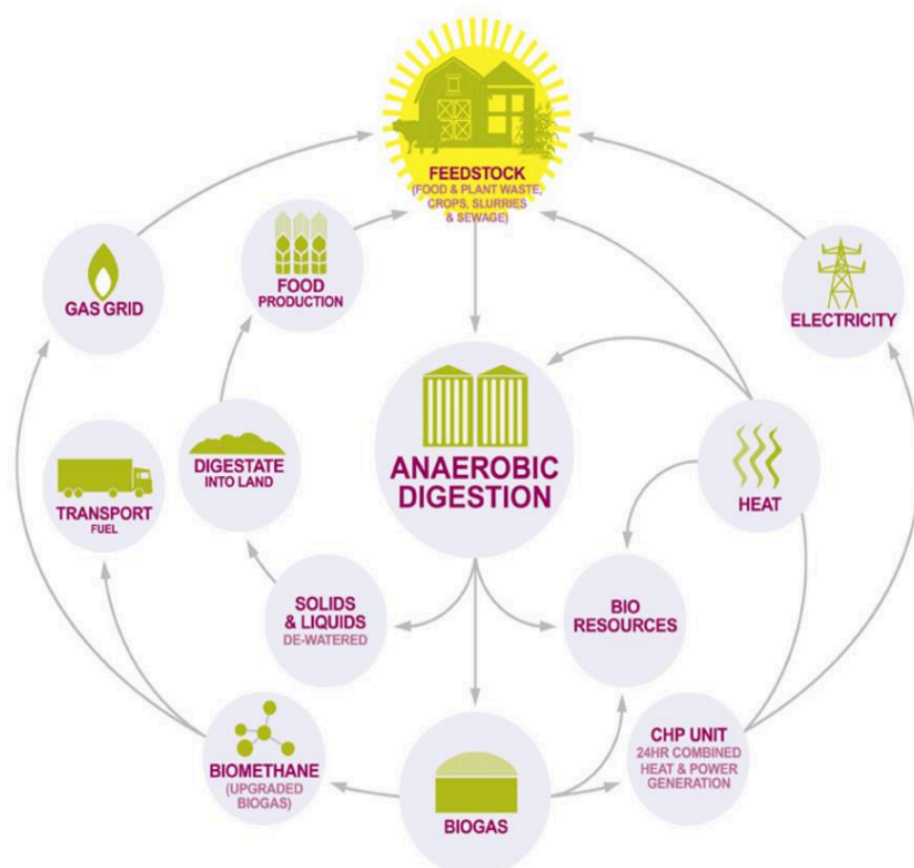 FEEDSTOCK
(FOOD & PLANT WASTE,
CROPS, SLURRIES
& SEWAGE)
GAS GRID
FOOD
PRODUCTION
ELECTRICITY
ANAEROBIC
DIGESTION
DIGESTATE
INTO LAND
HEAT
TRANSPORT
FUEL
SOLIDS
& LIQUIDS
DE-WATERED
BIO
RESOURCES
BIOMETHANE
(UPGRADED
BIOGAS)
BIOGAS
CHP UNIT
24HR COMBINED
HEAT & POWER
GENERATION